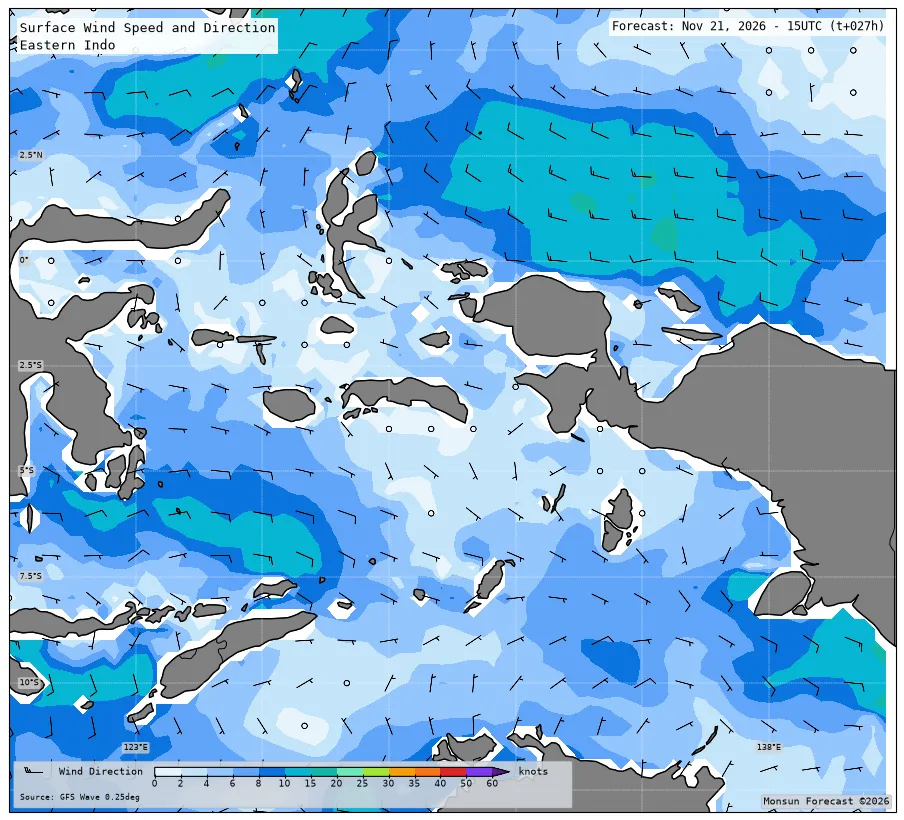 Surface Wind Speed and Direction
Eastern Indo
Forecast: Nov 21, 2026 - 15UTC (t+027h)
2.5°N
0°
2.5°S
5°S
7.5°S
10°S
123°E
138°E
Wind Direction
knots
0 2 4 6 8 10 15 20 25 30 35 40 50 60
Source: GFS Wave 0.25deg
Monsun Forecast ©2026